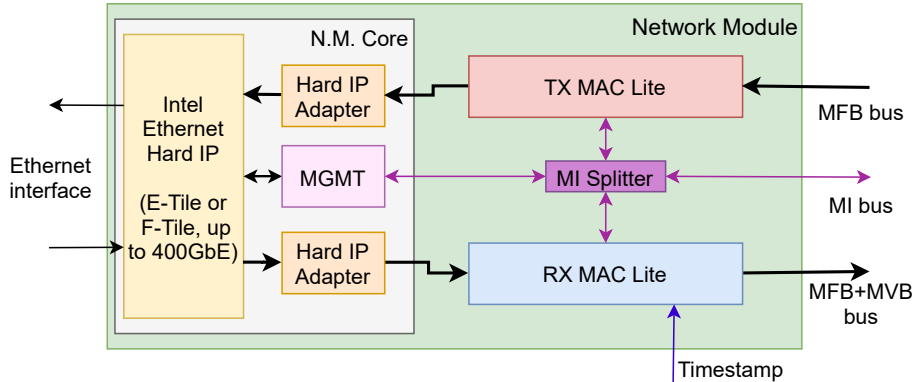 Network Module
N.M. Core
Intel
Ethernet
Hard IP
(E-Tile or
F-Tile, up
to 400GbE)
Hard IP
Adapter
TX MAC Lite
MFB bus
Ethernet
interface
MGMT
MI Splitter
MI bus
Hard IP
Adapter
RX MAC Lite
MFB+MVB
bus
Timestamp